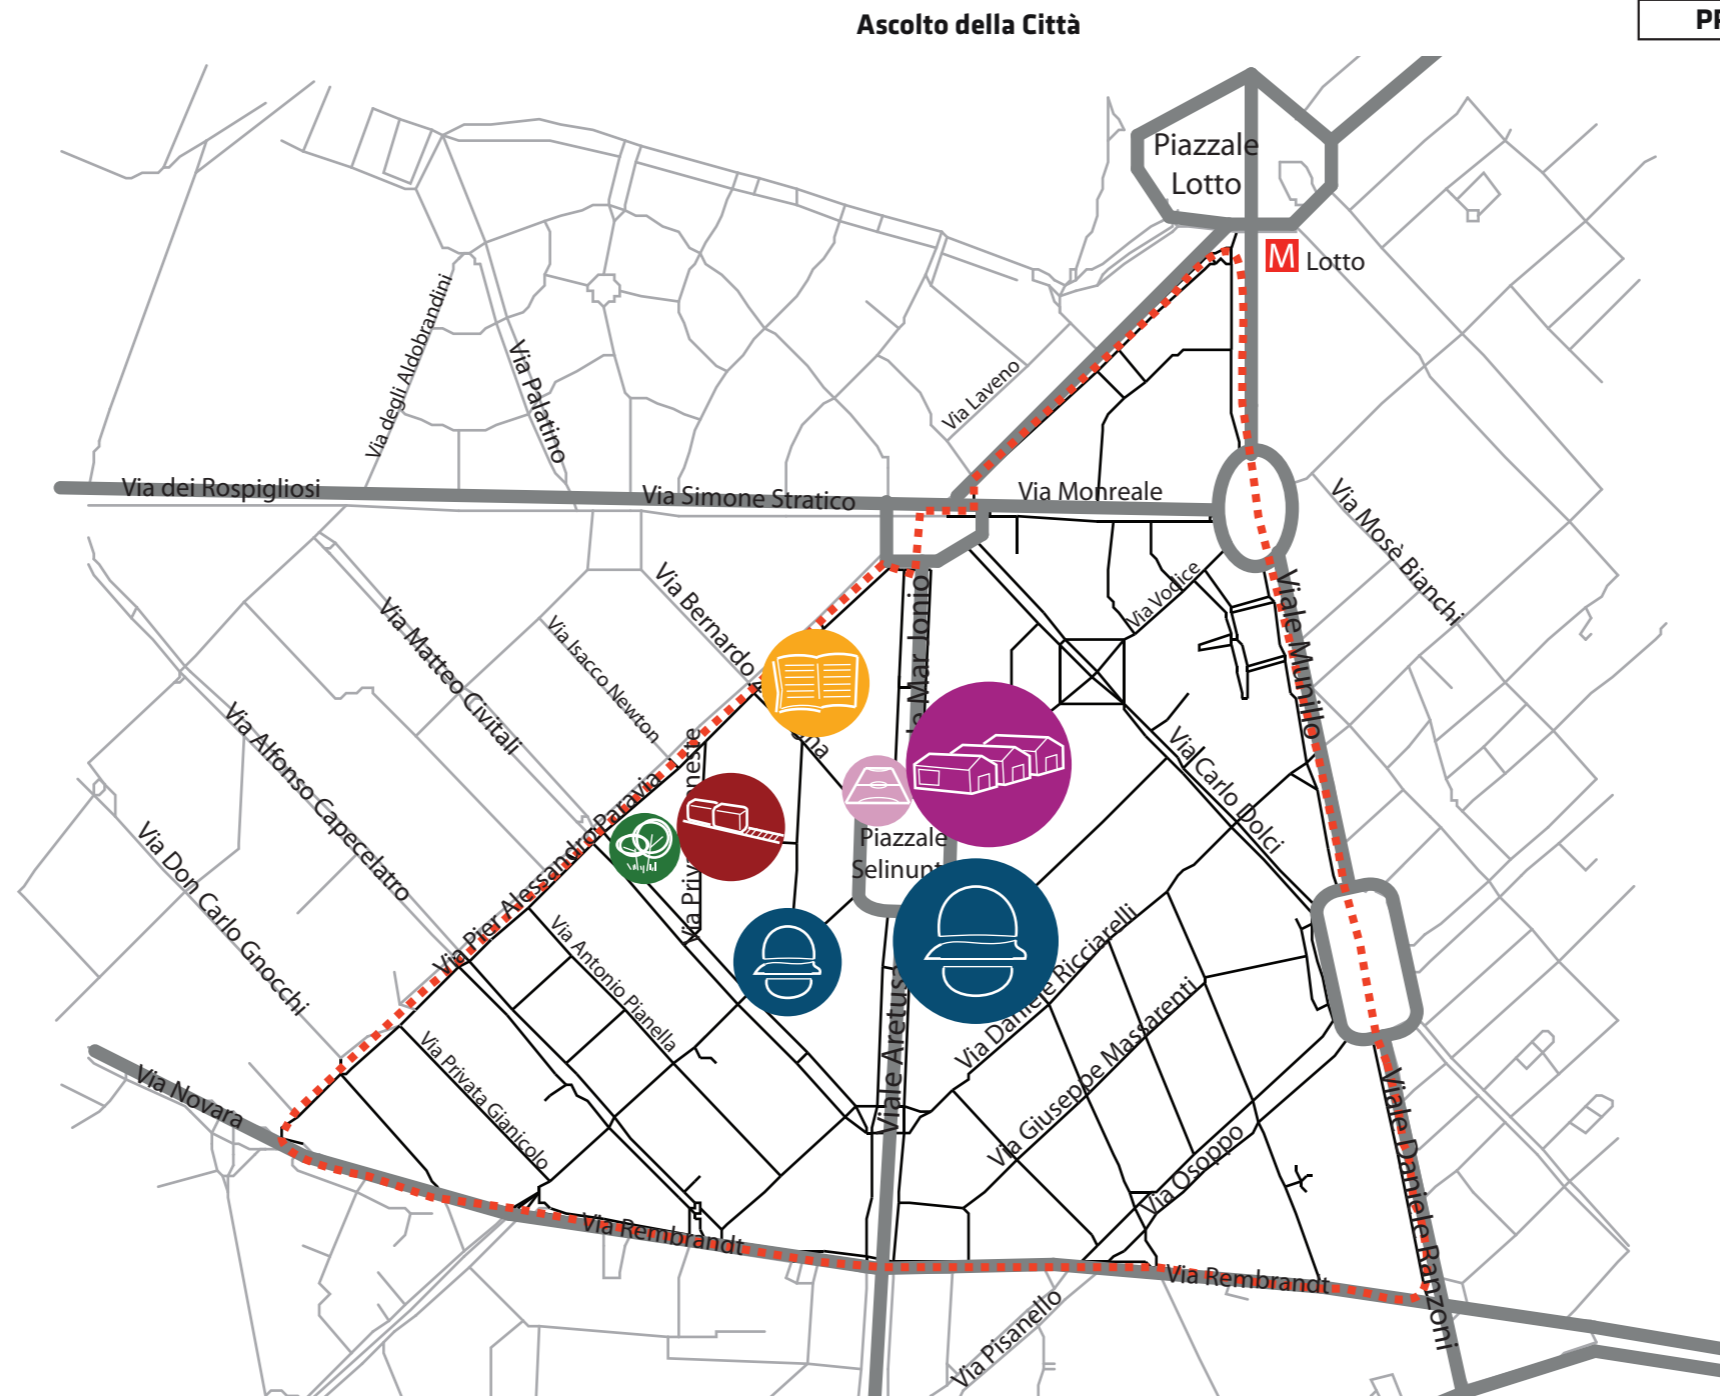 Ascolto della Città
Piazzale
Lotto
M Lotto
Via degli Aldobrandini
Via Palatino
Via Laveno
Via dei Rospigliosi
Via Simone Stratico
Via Monreale
Via Mosè Bianchi
Via Bernardo
Via Vodice
Via Matteo Civitali
Via Isacco Newton
Viale Murillo
Via Alfonso Capecelatro
Via Carlo Dolci
Via Don Carlo Gnocchi
Via Pier Alessandro Paravia
Piazzale
Via Antonio Pianella
Via Daniele Ricciarelli
Via Giuseppe Massarenti
Viale Aretusa
Via Privata Gianicolo
Via Novara
Via Osoppo
Viale Daniele Ranzoni
Via Rembrandt
Via Rembrandt
Via Pisanello